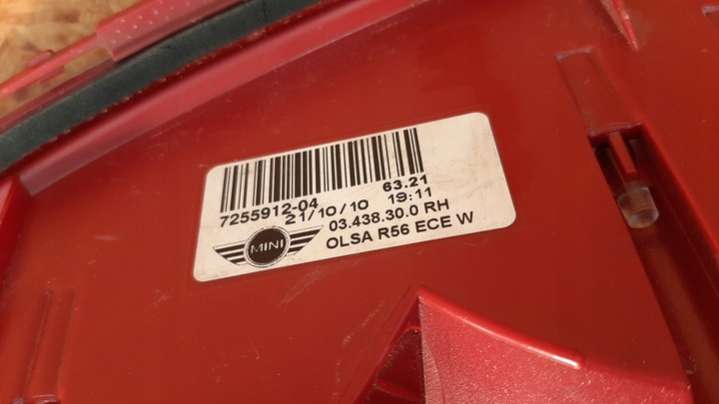 7255912-04 63.21
21/10/10 19:11
03.438.30.0 RH
MINI OLSA R56 ECE W